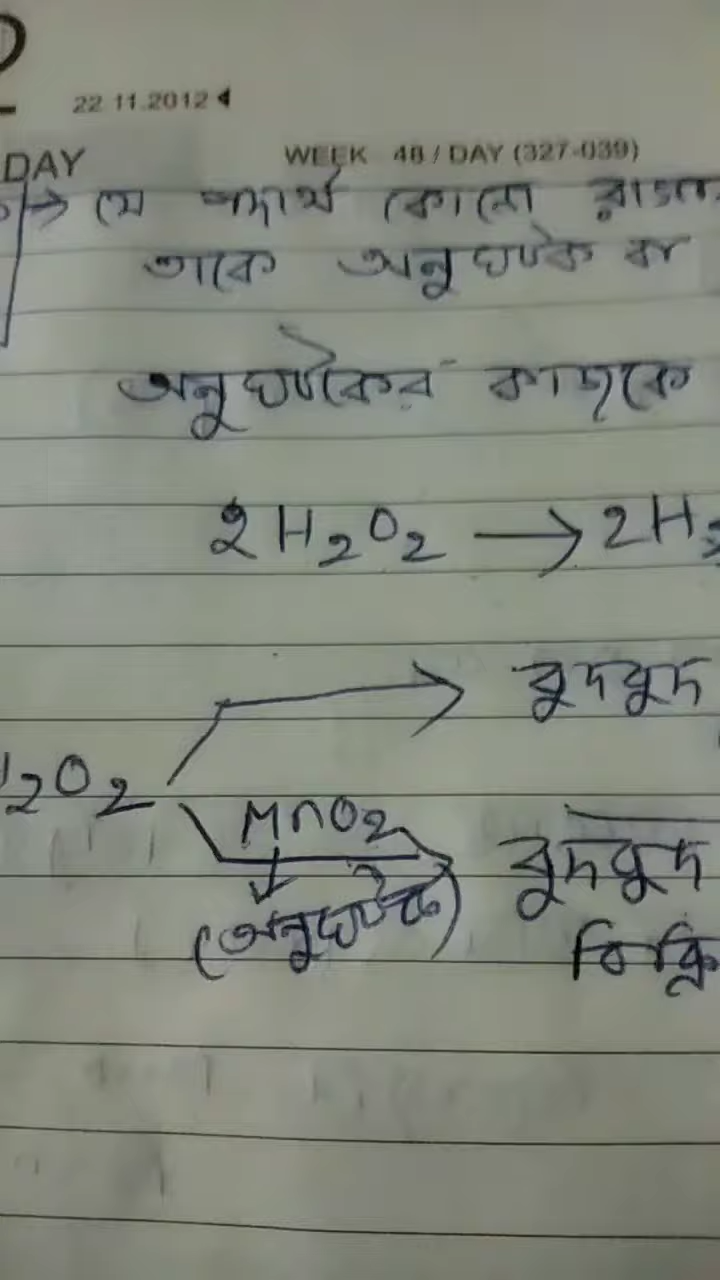 22.11.2012
DAY WEEK 48 / DAY (327-039)
→ যে পদার্থ কোনো
তাকে অনুঘটক বা
অনুঘটকের কাজকে
2H₂O₂ → 2H
₂O₂
বুদবুদ
MnO₂
(অনুঘটক)
বুদবুদ
বিক্রি